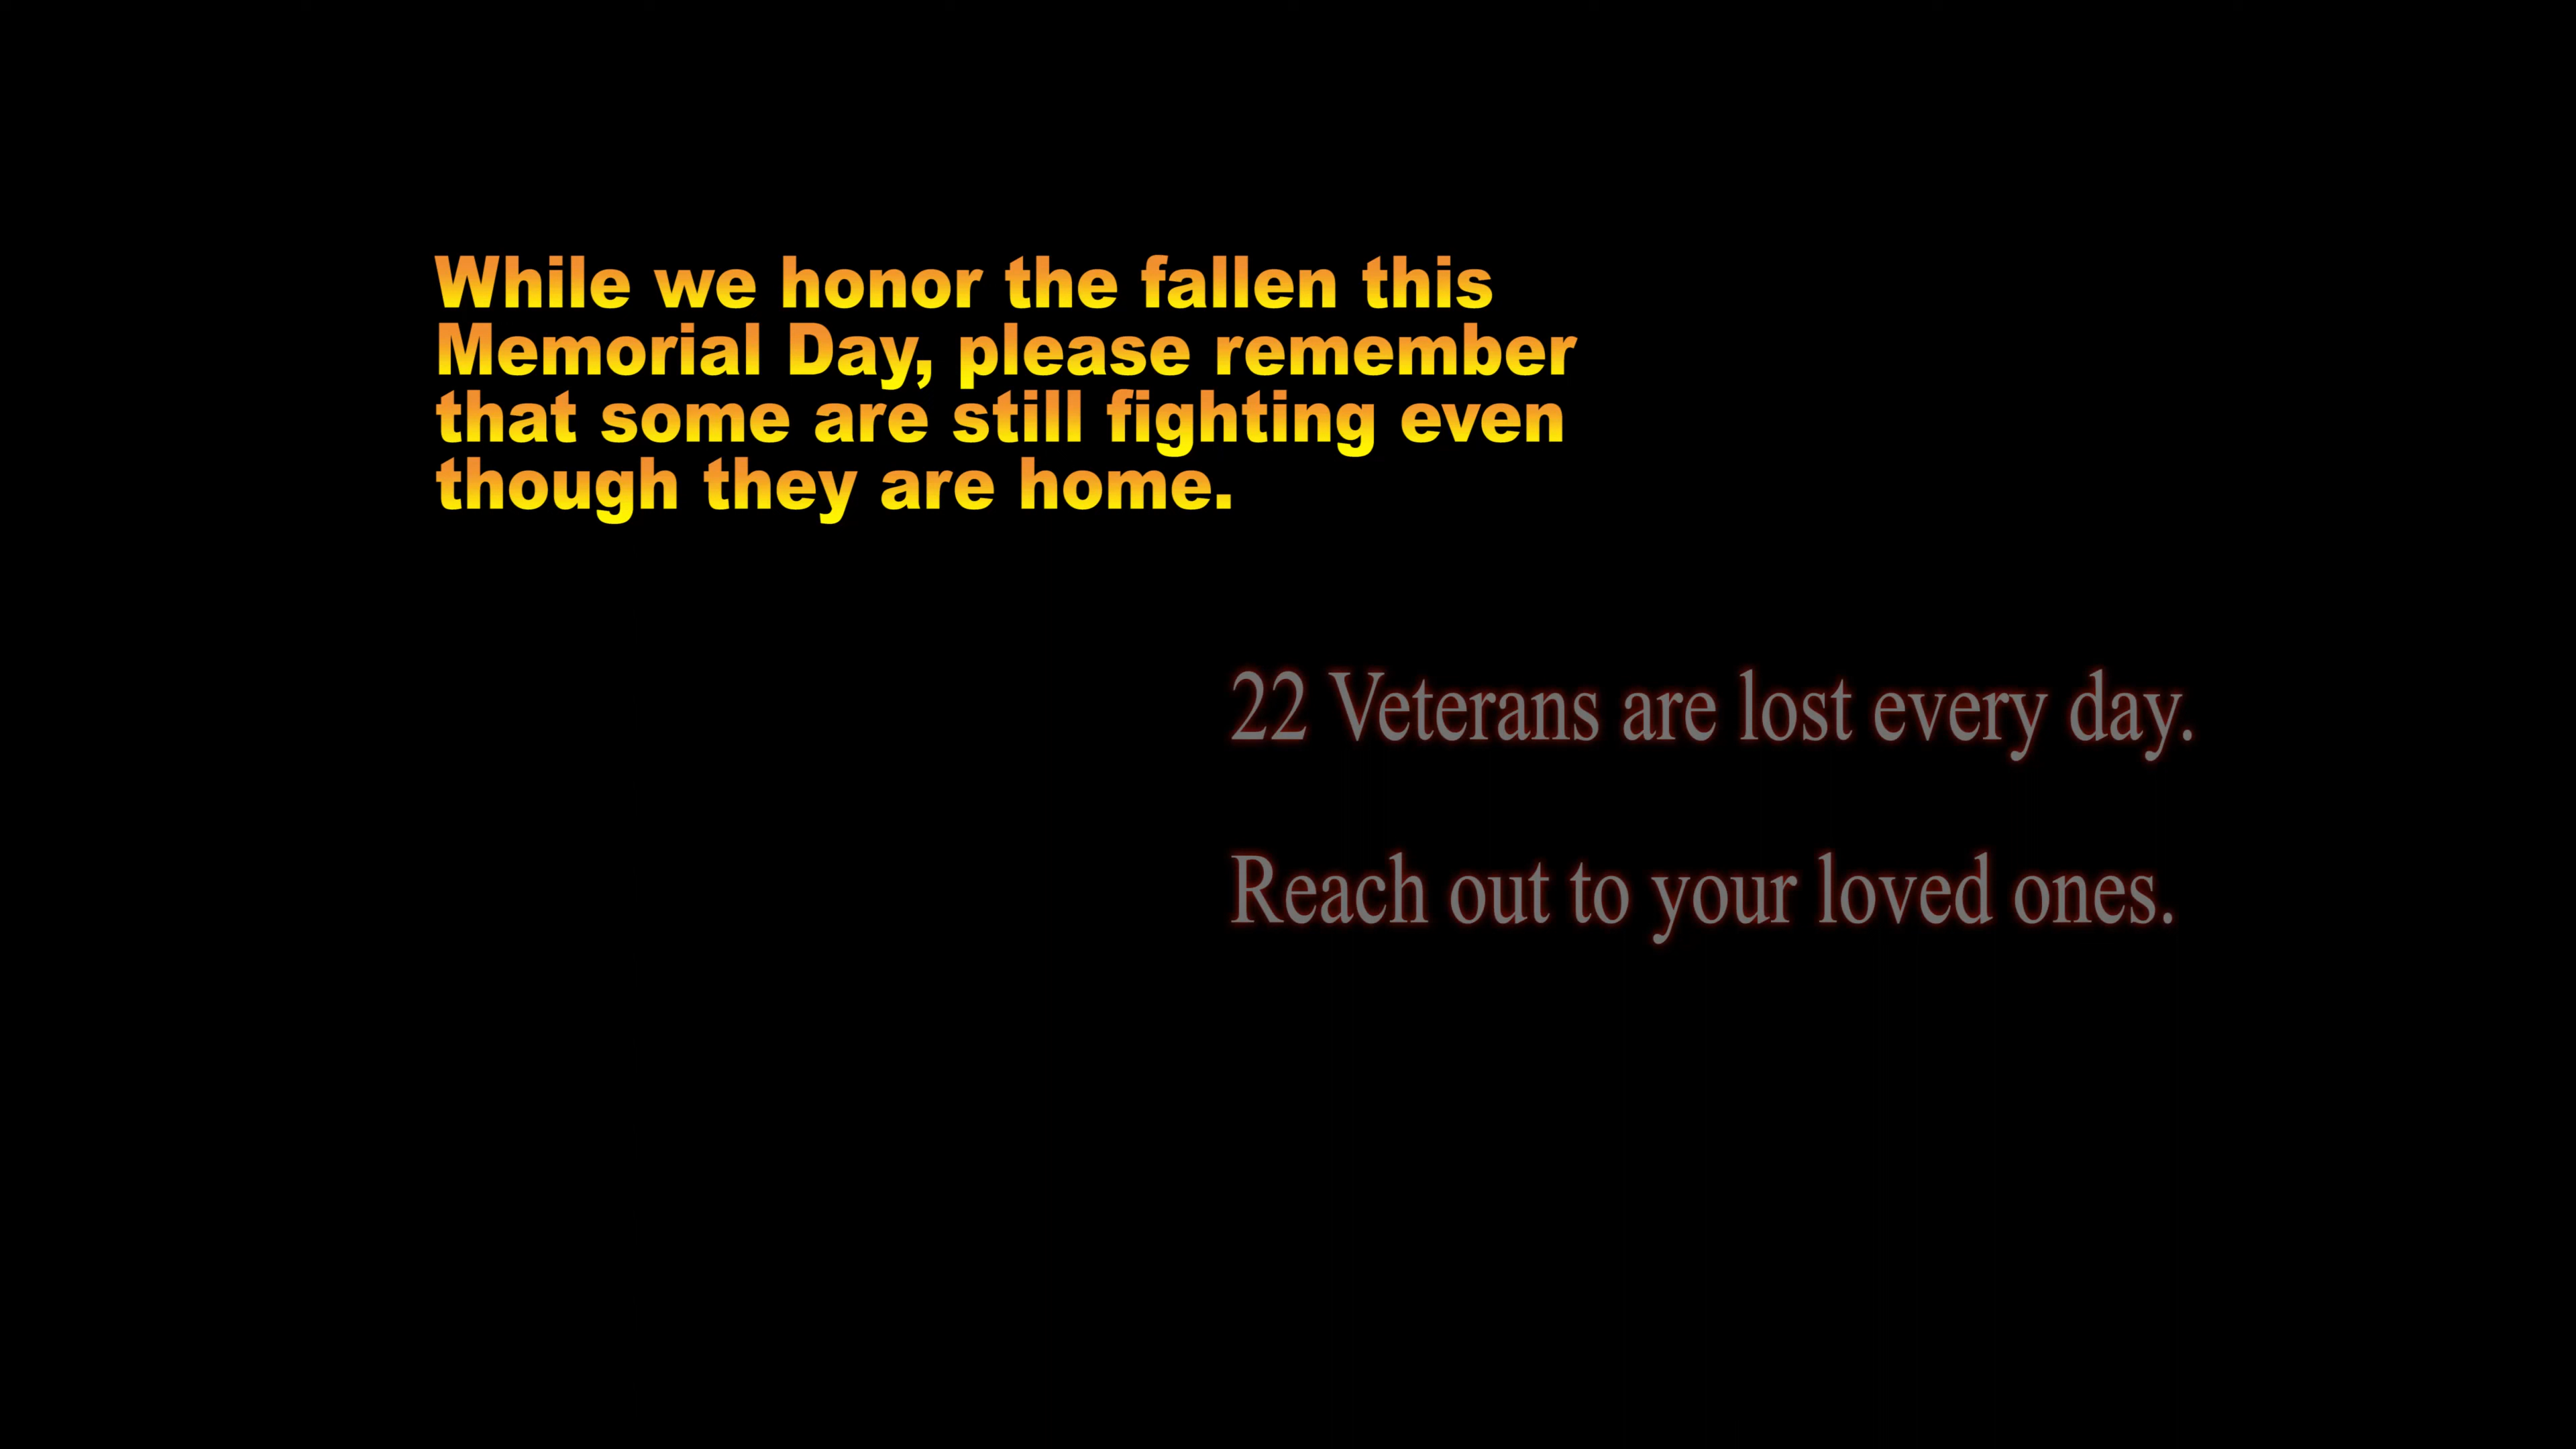 While we honor the fallen this
Memorial Day, please remember
that some are still fighting even
though they are home.
22 Veterans are lost every day.
Reach out to your loved ones.